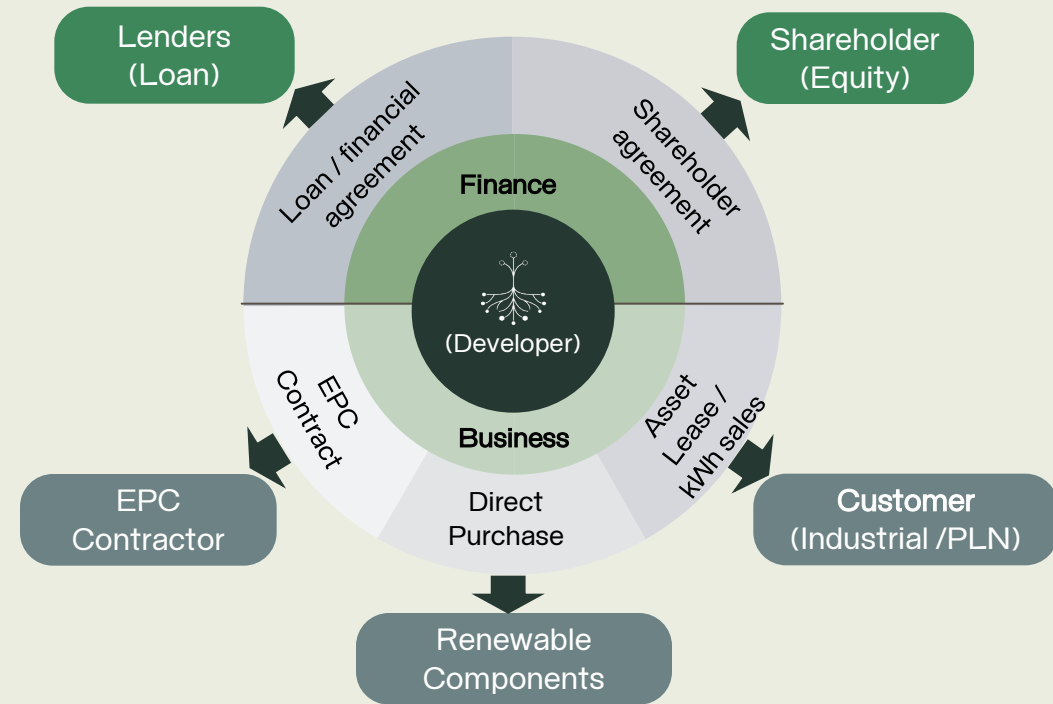 Lenders
(Loan)
Shareholder
(Equity)
Loan / financial
agreement
Shareholder
agreement
Finance
(Developer)
EPC
Contract
Business
Asset
Lease /
kWh sales
Direct
Purchase
EPC
Contractor
Customer
(Industrial /PLN)
Renewable
Components